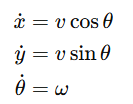 ẋ = v cos θ
ẏ = v sin θ
θ̇ = ω